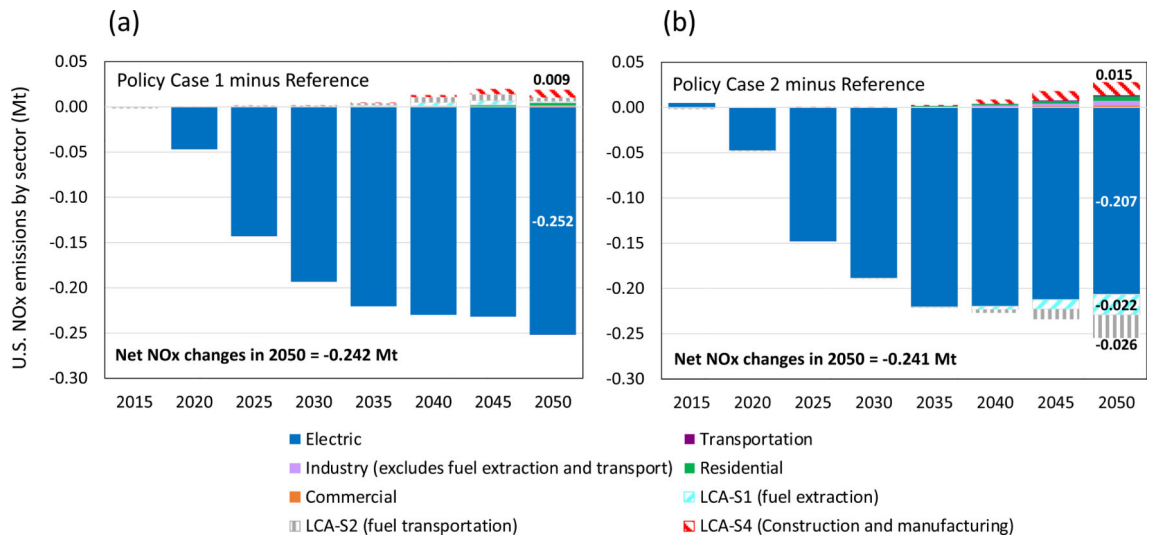 (a)
(b)
U.S. NOx emissions by sector (Mt)
0.05
0.00
-0.05
-0.10
-0.15
-0.20
-0.25
-0.30
Policy Case 1 minus Reference
0.009
-0.252
Net NOx changes in 2050 = -0.242 Mt
2015 2020 2025 2030 2035 2040 2045 2050
0.05
0.00
-0.05
-0.10
-0.15
-0.20
-0.25
-0.30
Policy Case 2 minus Reference
0.015
-0.207
-0.022
-0.026
Net NOx changes in 2050 = -0.241 Mt
2015 2020 2025 2030 2035 2040 2045 2050
Electric
Transportation
Industry (excludes fuel extraction and transport)
Residential
Commercial
LCA-S1 (fuel extraction)
LCA-S2 (fuel transportation)
LCA-S4 (Construction and manufacturing)